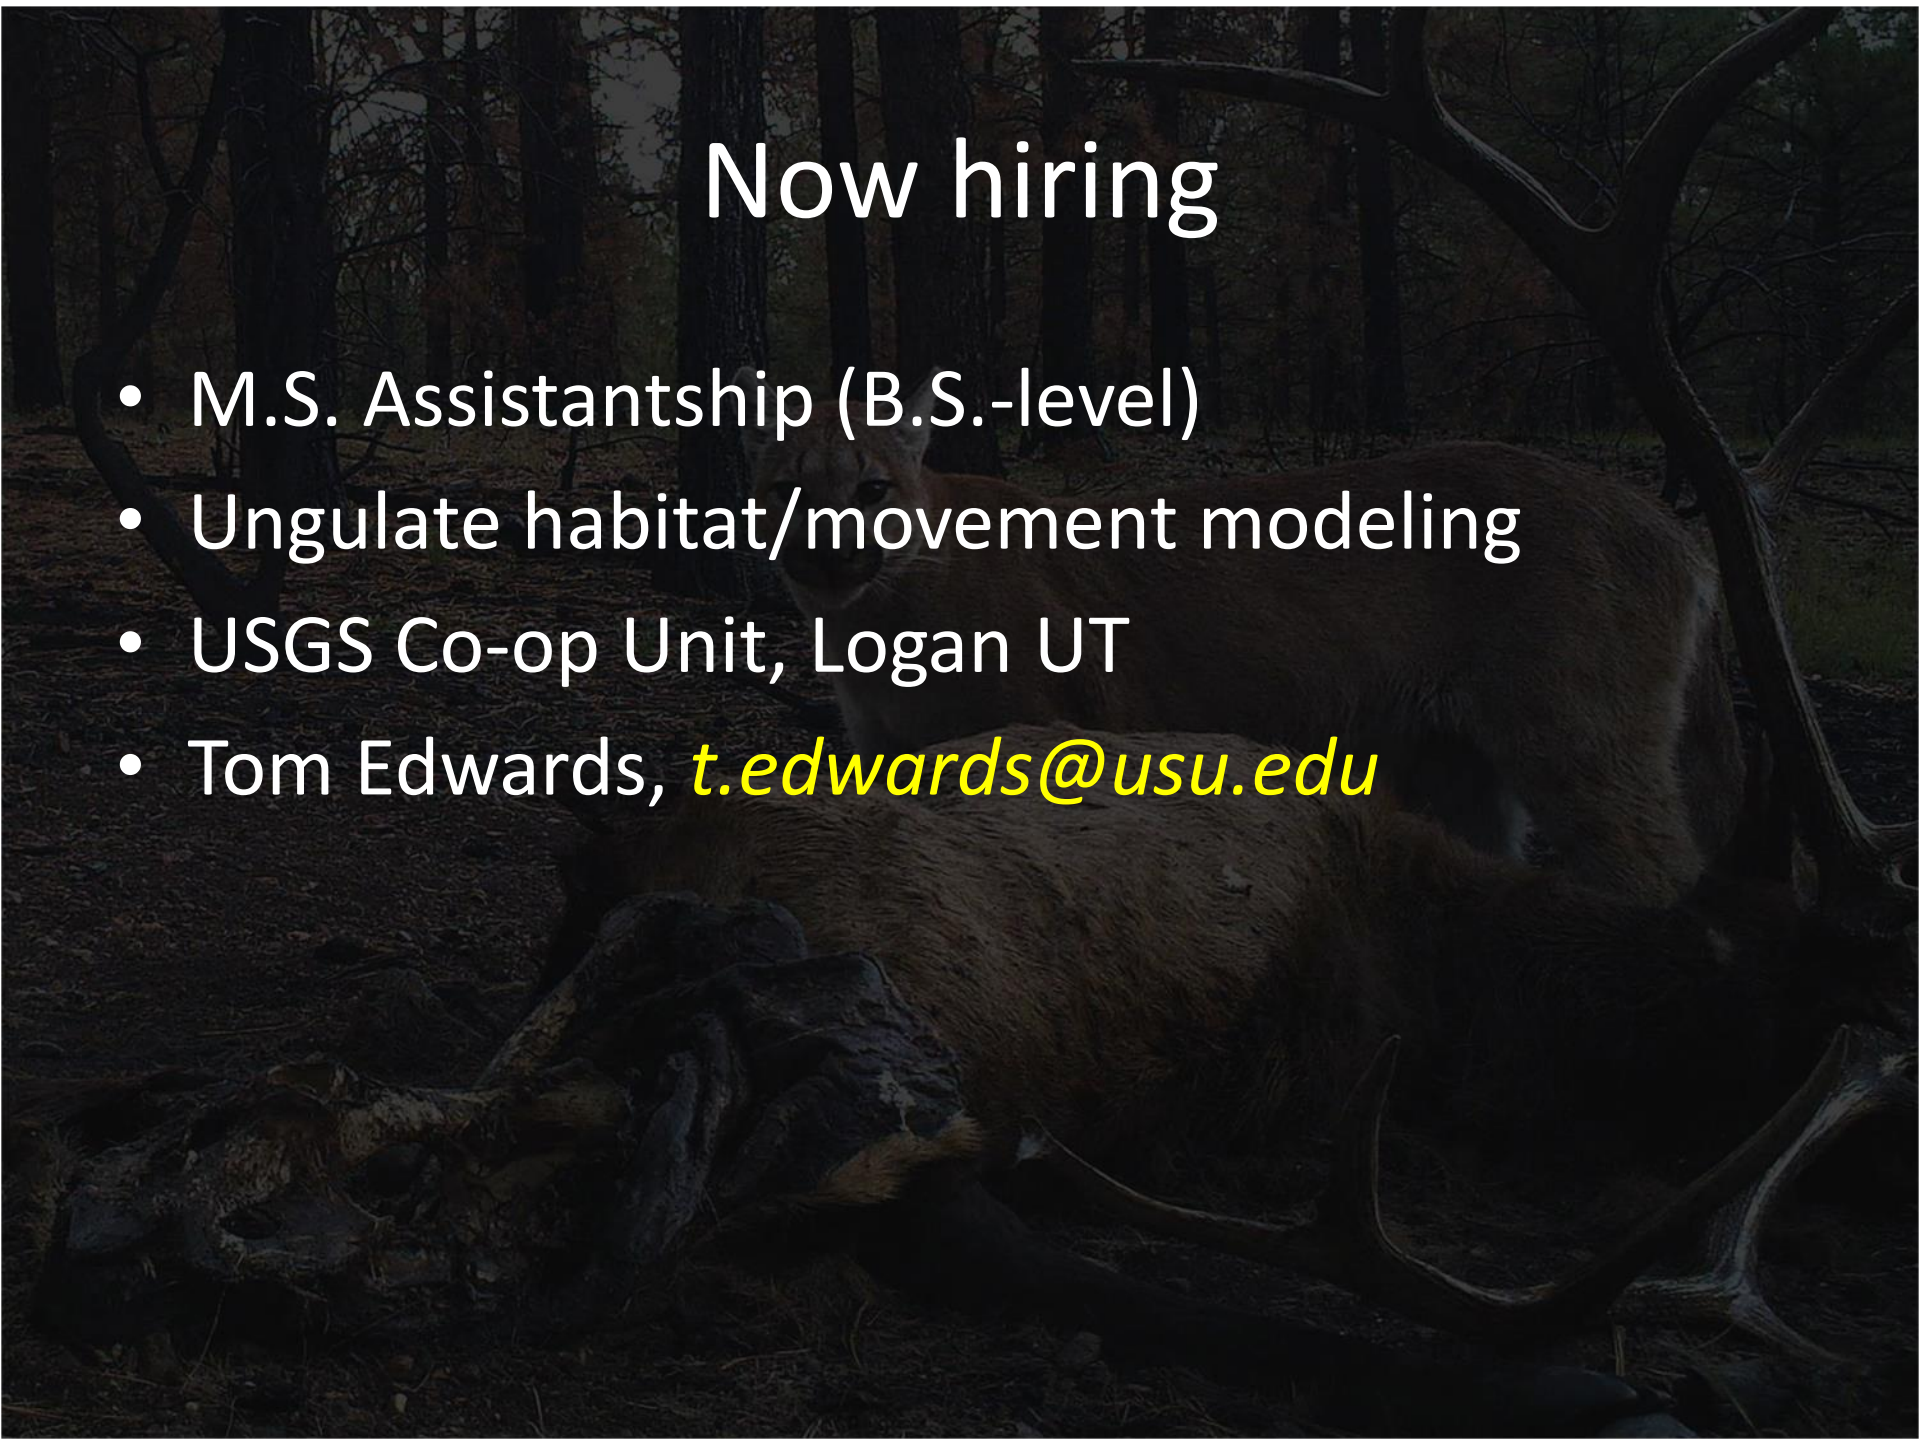 Now hiring
• M.S. Assistantship (B.S.-level)
• Ungulate habitat/movement modeling
• USGS Co-op Unit, Logan UT
• Tom Edwards, t.edwards@usu.edu